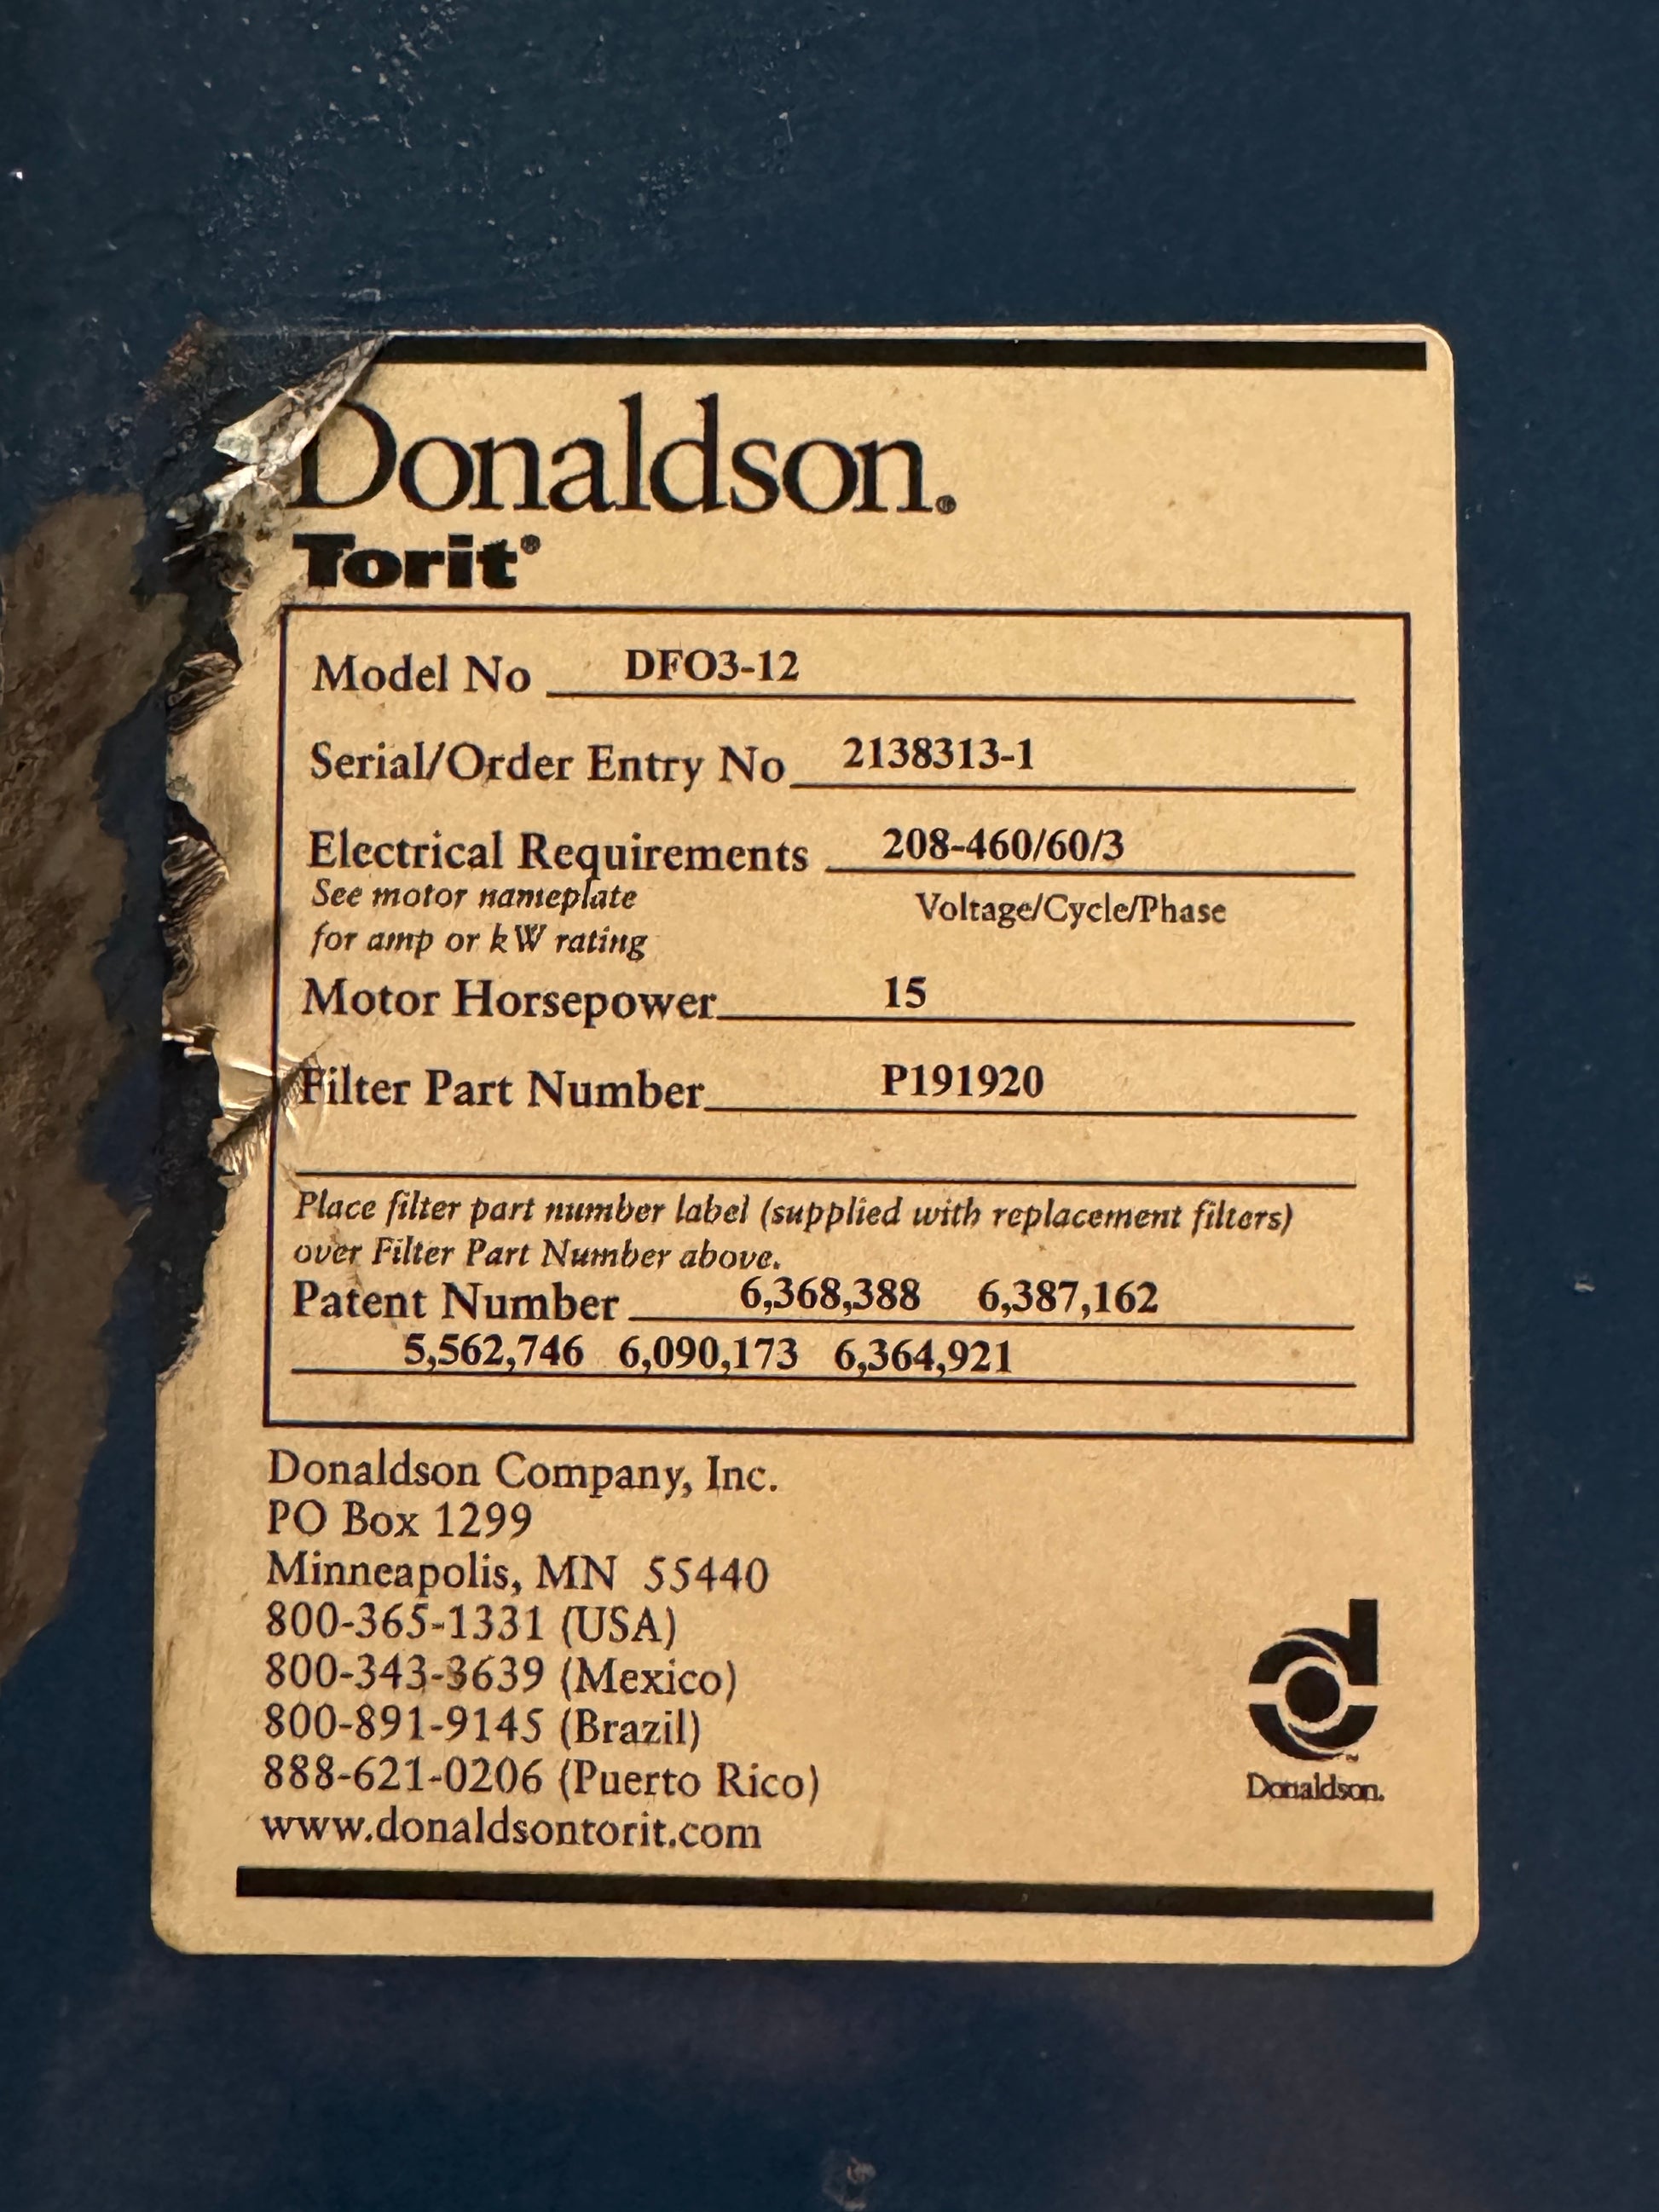 Donaldson®
Torit®
Model No DFO3-12
Serial/Order Entry No 2138313-1
Electrical Requirements 208-460/60/3
See motor nameplate Voltage/Cycle/Phase
for amp or kW rating
Motor Horsepower 15
Filter Part Number P191920
Place filter part number label (supplied with replacement filters)
over Filter Part Number above.
Patent Number 6,368,388 6,387,162
5,562,746 6,090,173 6,364,921
Donaldson Company, Inc.
PO Box 1299
Minneapolis, MN 55440
800-365-1331 (USA)
800-343-3639 (Mexico)
800-891-9145 (Brazil)
888-621-0206 (Puerto Rico)
www.donaldsontorit.com
d™
Donaldson.